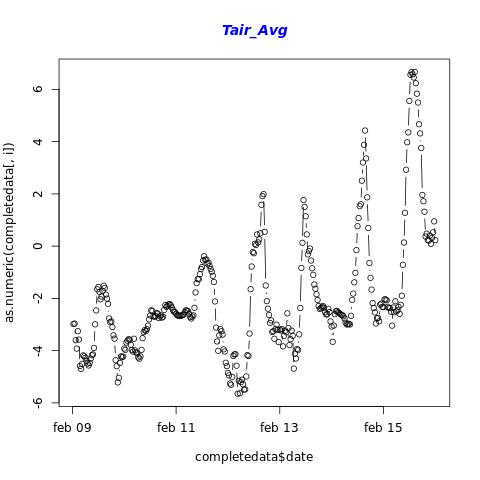 Tair_Avg
as.numeric(completedata[, i])
6
4
2
0
-2
-4
-6
feb 09
feb 11
feb 13
feb 15
completedata$date